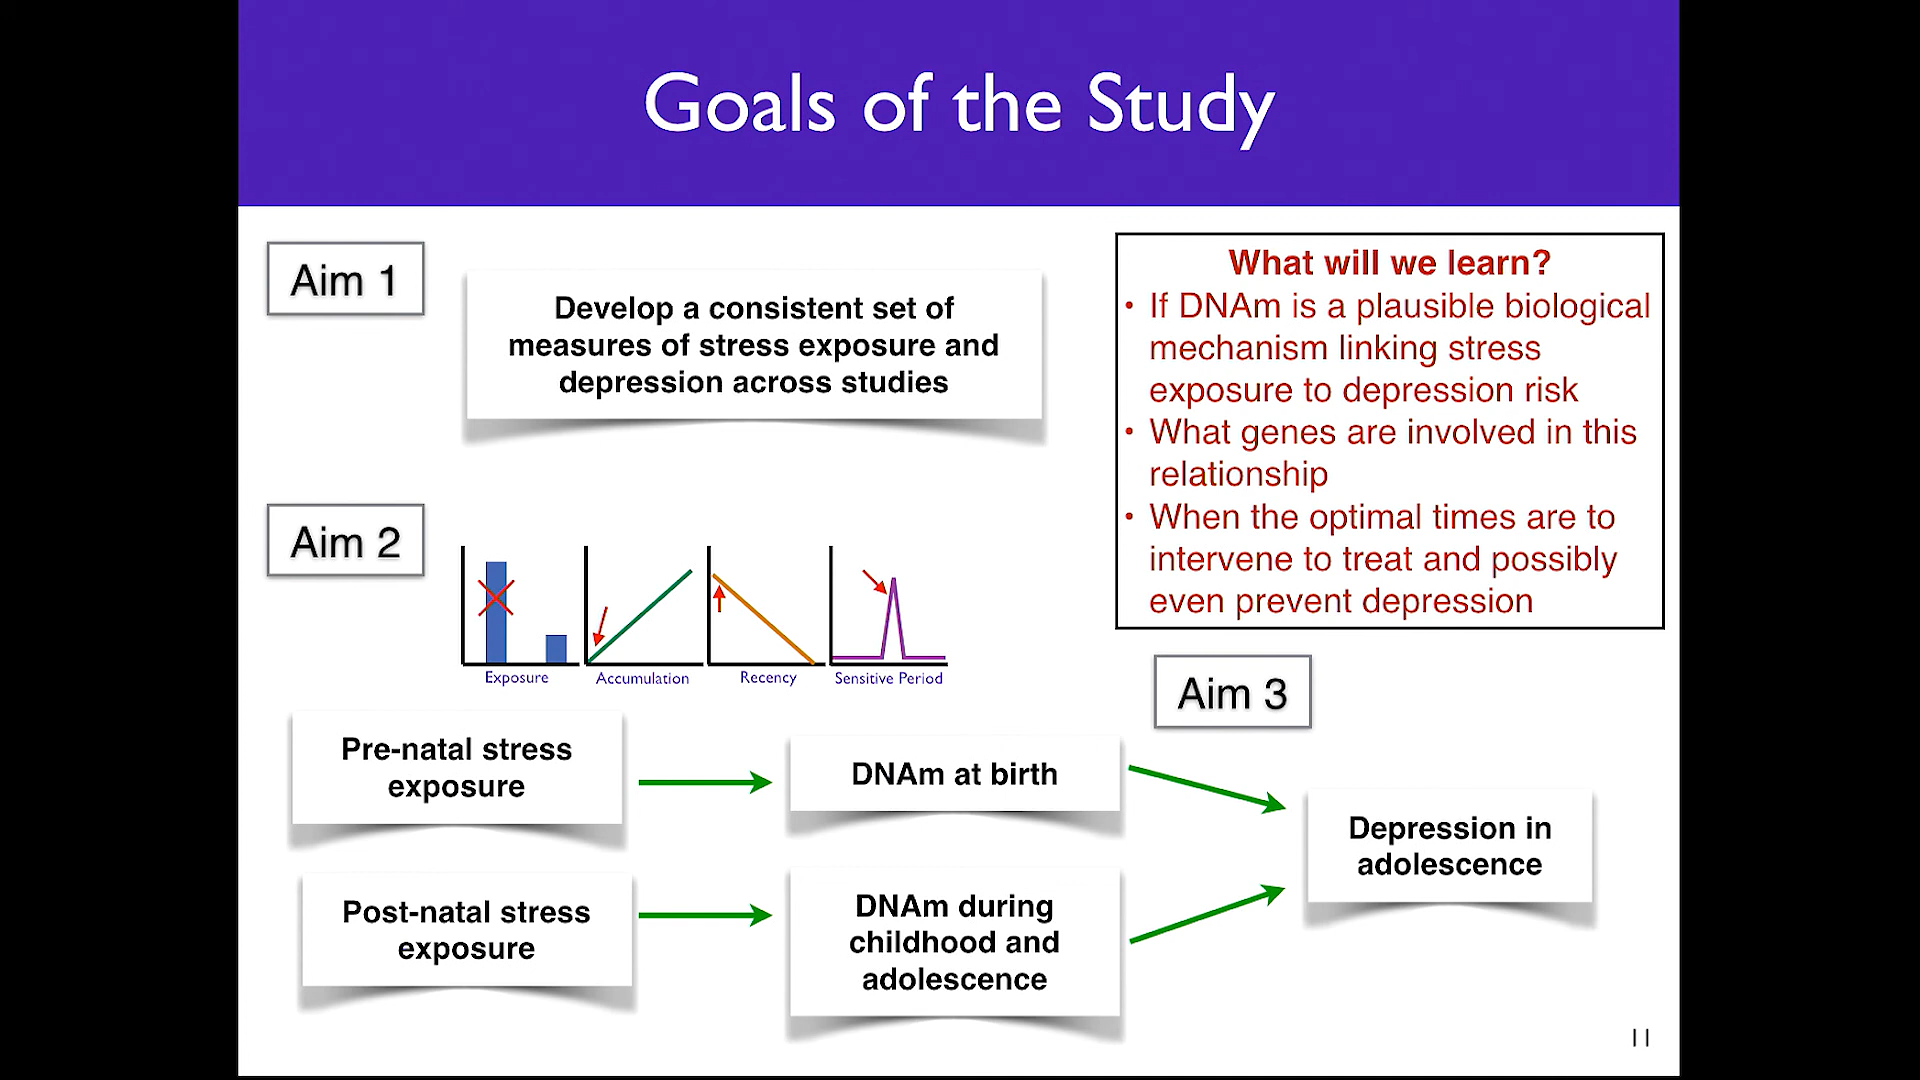 Goals of the Study
Aim 1
Develop a consistent set of
measures of stress exposure and
depression across studies
What will we learn?
• If DNAm is a plausible biological
mechanism linking stress
exposure to depression risk
• What genes are involved in this
relationship
• When the optimal times are to
intervene to treat and possibly
even prevent depression
Aim 2
Exposure
Accumulation
Recency
Sensitive Period
Aim 3
Pre-natal stress
exposure
DNAm at birth
Depression in
adolescence
Post-natal stress
exposure
DNAm during
childhood and
adolescence
11